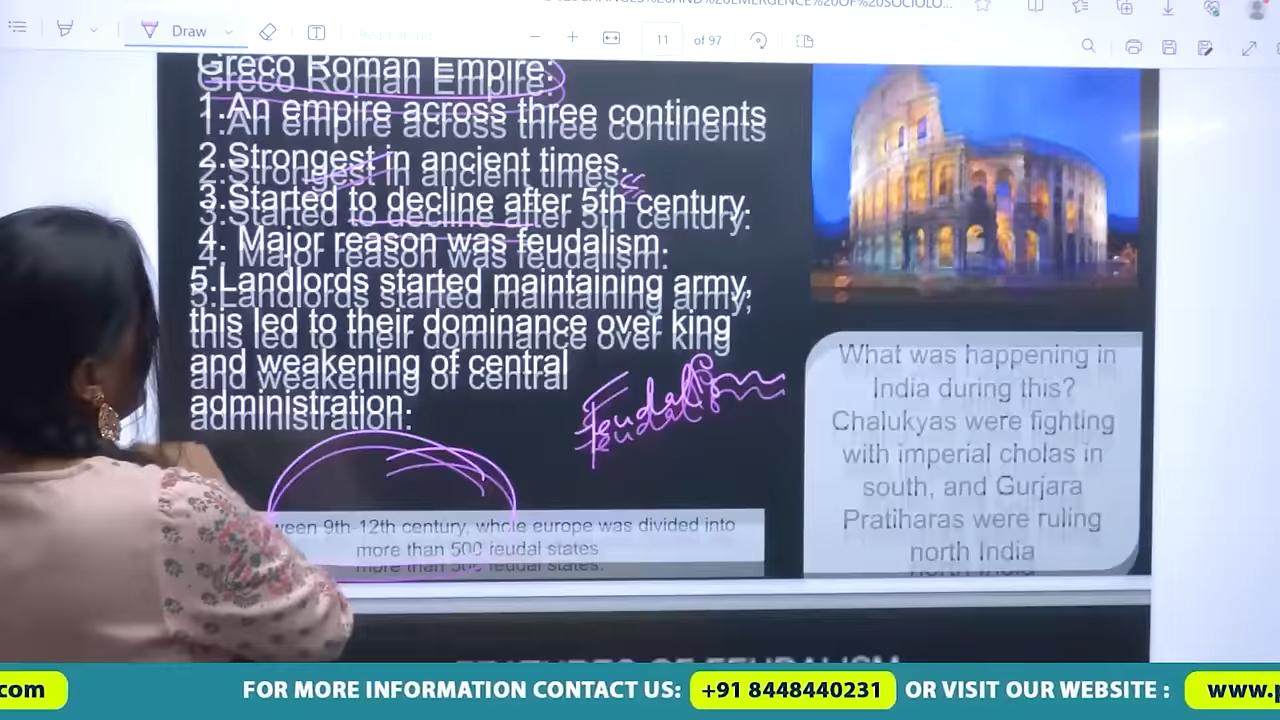 Draw
11 of 97
Greco Roman Empire:
1.An empire across three continents
2.Strongest in ancient times.
3.Started to decline after 5th century.
4. Major reason was feudalism.
5.Landlords started maintaining army,
this led to their dominance over king
and weakening of central
administration.
Feudalism
ween 9th-12th century, whole europe was divided into
more than 500 feudal states
What was happening in
India during this?
Chalukyas were fighting
with imperial cholas in
south, and Gurjara
Pratiharas were ruling
north India
FEATURES OF FEUDALISM
com
FOR MORE INFORMATION CONTACT US: +91 8448440231 OR VISIT OUR WEBSITE : www.p